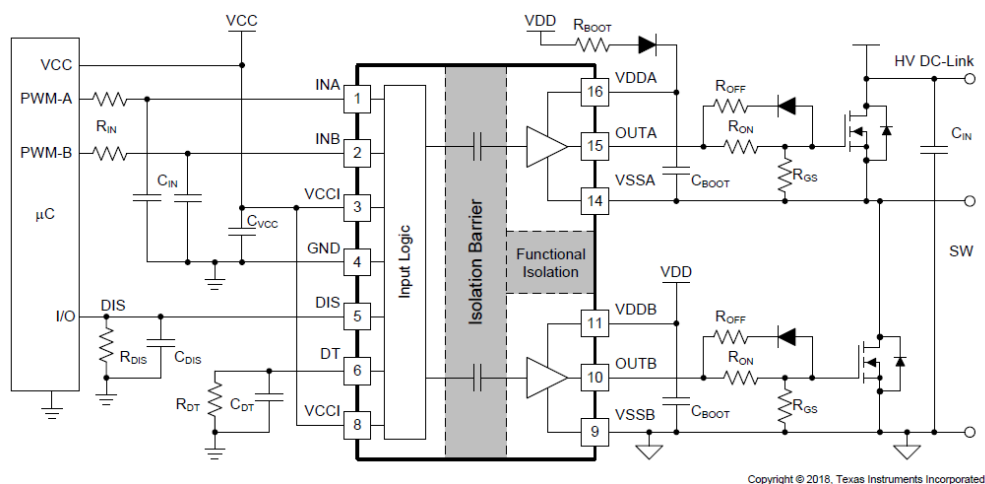 VCC
VDD
RBOOT
HV DC-Link
VCC
PWM-A
RIN
PWM-B
CIN
μC
CVCC
I/O
DIS
RDIS
CDIS
RDT
CDT
INA
1
INB
2
VCCI
3
GND
4
DIS
5
DT
6
VCCI
8
Input Logic
Isolation Barrier
Functional
Isolation
VDDA
16
OUTA
15
VSSA
14
CBOOT
ROFF
RON
RGS
CIN
SW
VDD
VDDB
11
OUTB
10
VSSB
9
CBOOT
ROFF
RON
RGS
Copyright © 2018, Texas Instruments Incorporated